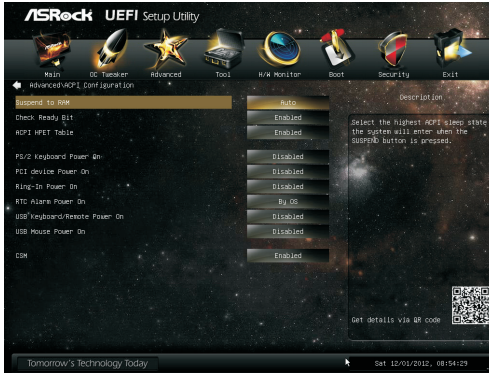 ASRock UEFI Setup Utility
Main OC Tweaker Advanced Tool H/W Monitor Boot Security Exit
Advanced\ACPI Configuration
Description
Suspend to RAM Auto
Check Ready Bit Enabled
ACPI HPET Table Enabled
Select the highest ACPI sleep state
the system will enter when the
SUSPEND button is pressed.
PS/2 Keyboard Power On Disabled
PCI device Power On Disabled
Ring-In Power On Disabled
RTC Alarm Power On By OS
USB Keyboard/Remote Power On Disabled
USB Mouse Power On Disabled
CSM Enabled
Get details via QR code
Tomorrow's Technology Today
Sat 12/01/2012, 08:54:29